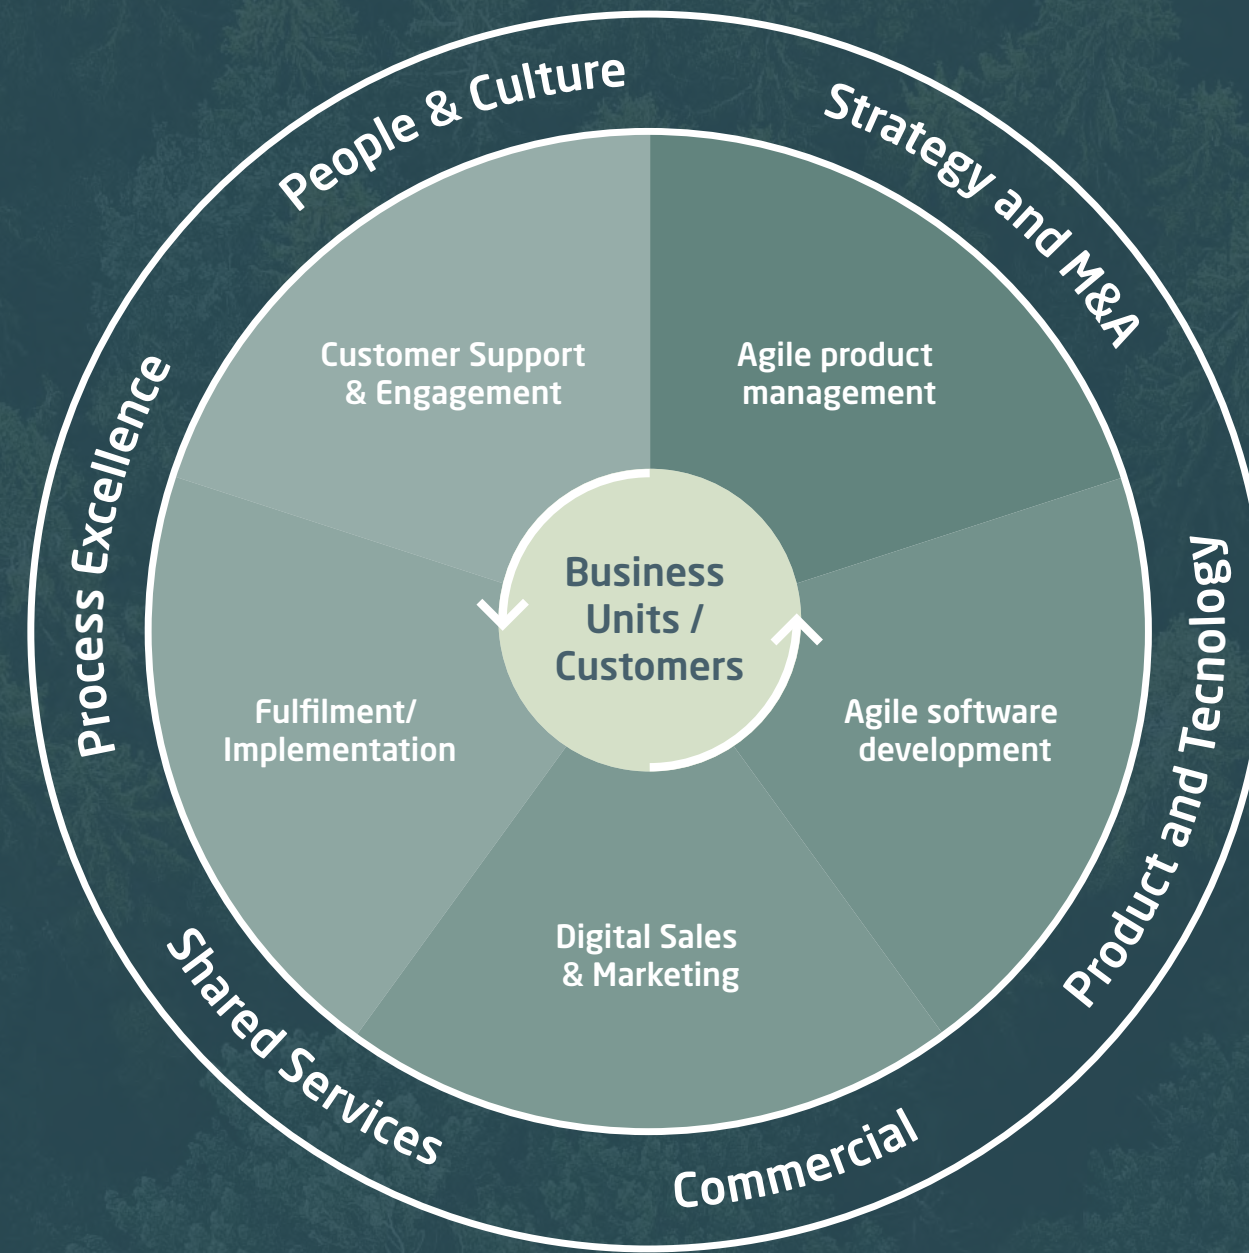 People & Culture
Strategy and M&A
Product and Tecnology
Commercial
Shared Services
Process Excellence
Customer Support
& Engagement
Agile product
management
Agile software
development
Digital Sales
& Marketing
Fulfilment/
Implementation
Business
Units /
Customers